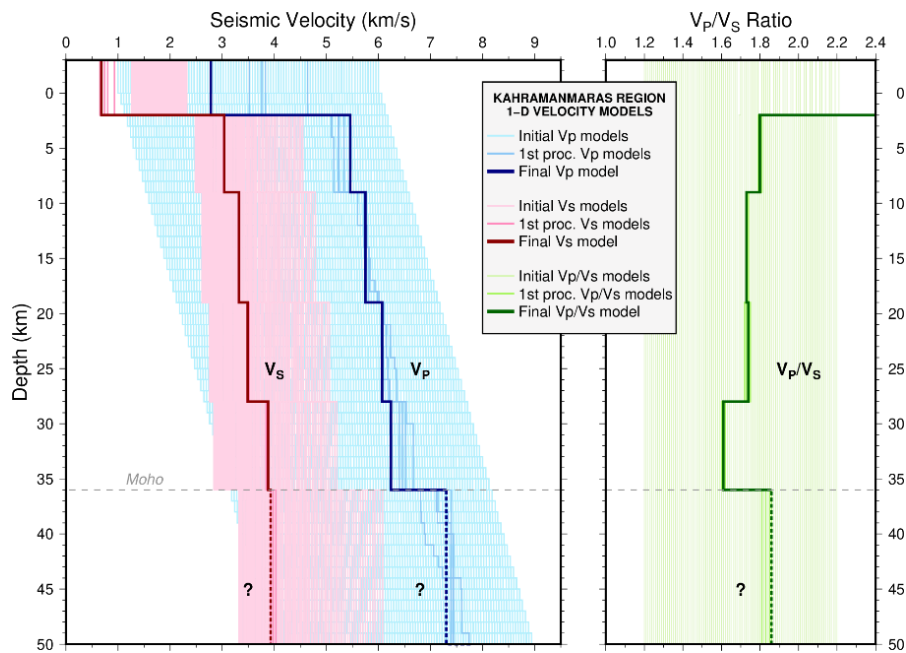 Seismic Velocity (km/s)
0 1 2 3 4 5 6 7 8 9
VP/VS Ratio
1.0 1.2 1.4 1.6 1.8 2.0 2.2 2.4
Depth (km)
0
5
10
15
20
25
30
35
40
45
50
KAHRAMANMARAS REGION
1−D VELOCITY MODELS
Initial Vp models
1st proc. Vp models
Final Vp model
Initial Vs models
1st proc. Vs models
Final Vs model
Initial Vp/Vs models
1st proc. Vp/Vs models
Final Vp/Vs model
VS
VP
VP/VS
Moho
?
?
?
0
5
10
15
20
25
30
35
40
45
50